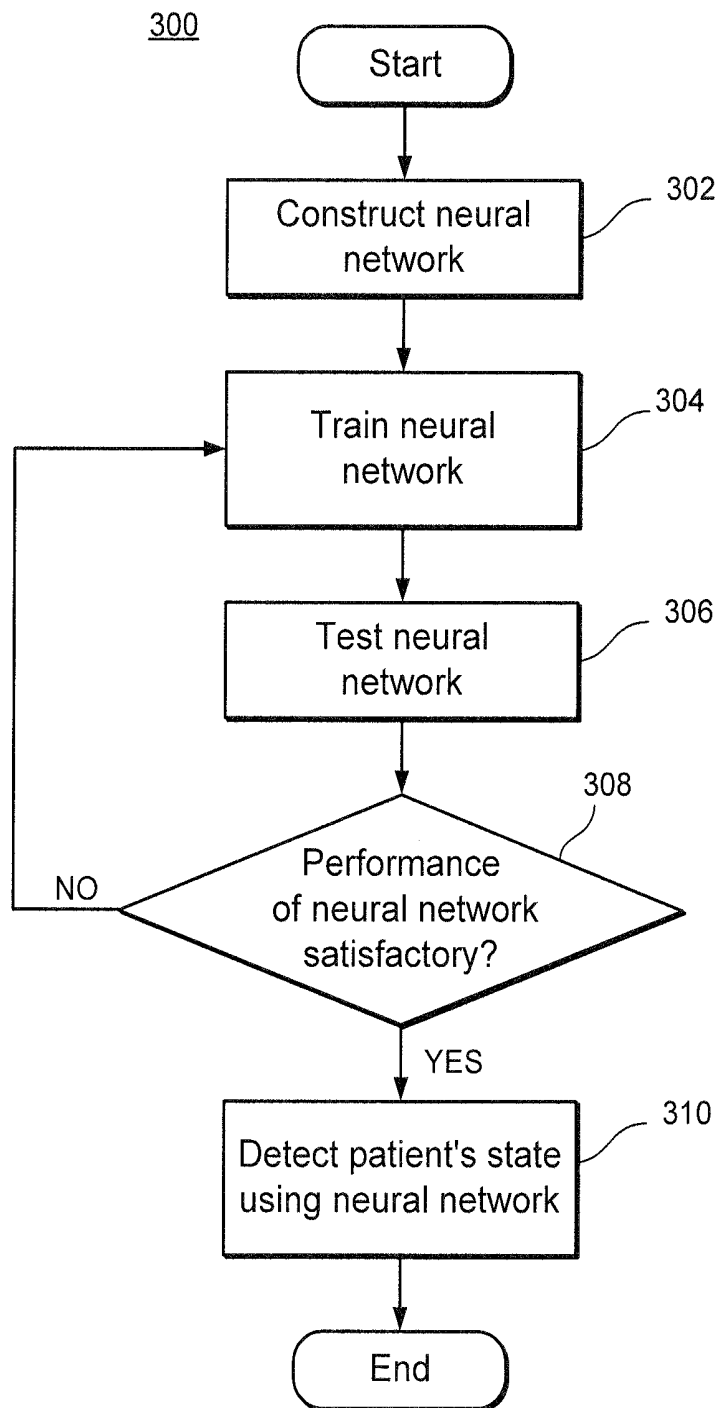 300
Start
Construct neural
network
302
Train neural
network
304
Test neural
network
306
308
Performance
of neural network
satisfactory?
NO
YES
Detect patient's state
using neural network
310
End